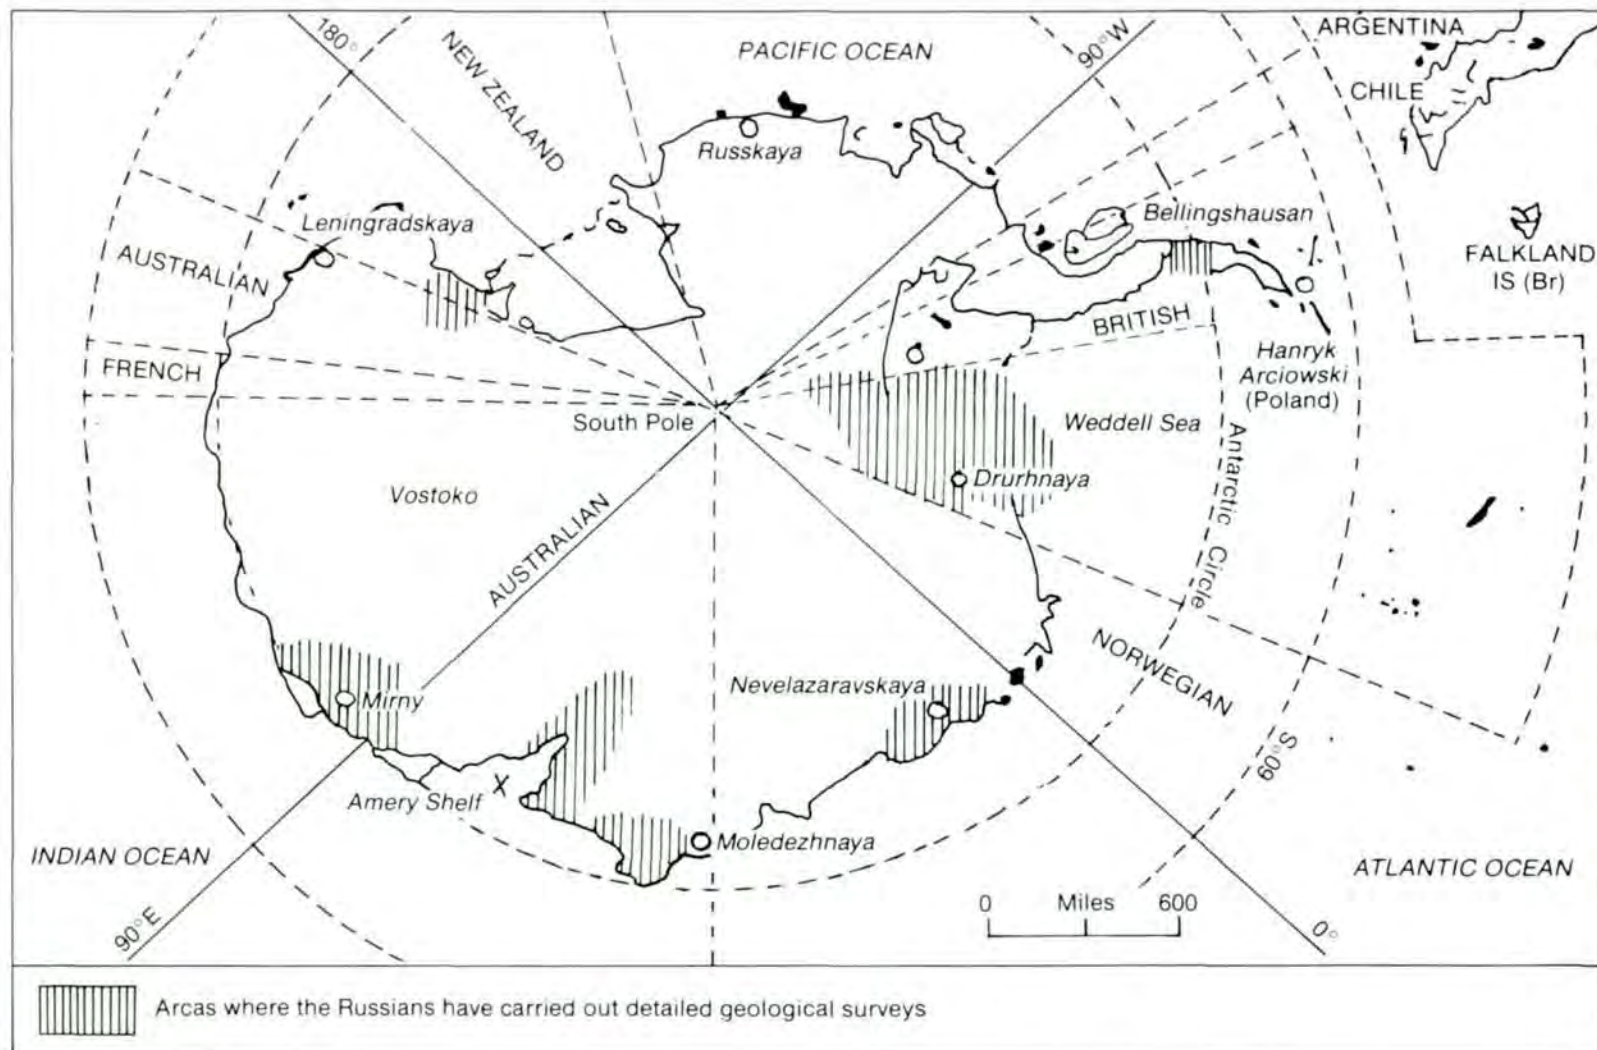 180°
NEW ZEALAND
PACIFIC OCEAN
90°W
ARGENTINA
CHILE
Russkaya
Leningradskaya
Bellingshausan
FALKLAND
IS (Br)
AUSTRALIAN
BRITISH
FRENCH
Hanryk
Arciowski
(Poland)
South Pole
Weddell Sea
Antarctic Circle
Vostoko
Drurhnaya
AUSTRALIAN
NORWEGIAN
Nevelazaravskaya
Mirny
60°S
Amery Shelf
X
Moledezhnaya
INDIAN OCEAN
ATLANTIC OCEAN
0 Miles 600
90°E
0°
Arcas where the Russians have carried out detailed geological surveys